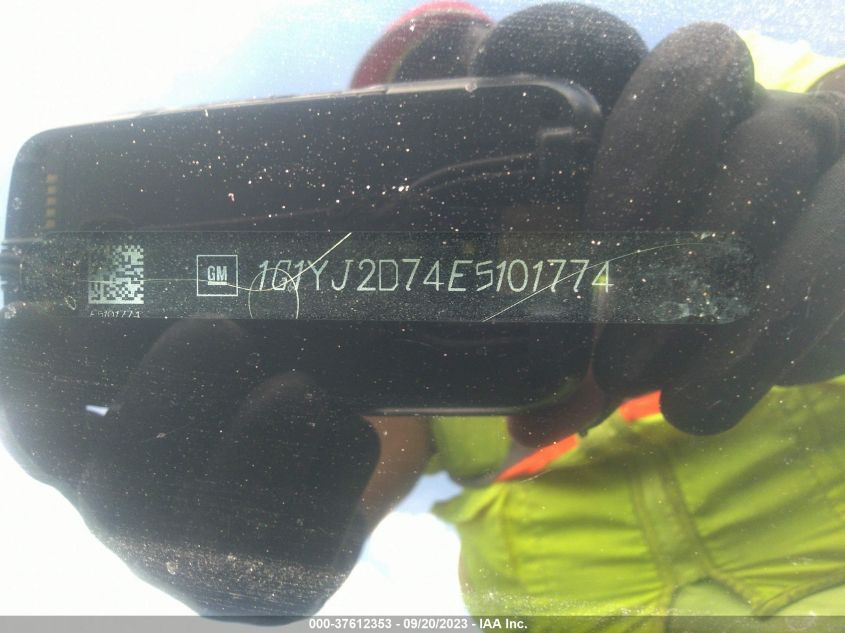 GM 1G1YJ2D74E5101774
E5101774
000-37612353 - 09/20/2023 - IAA Inc.